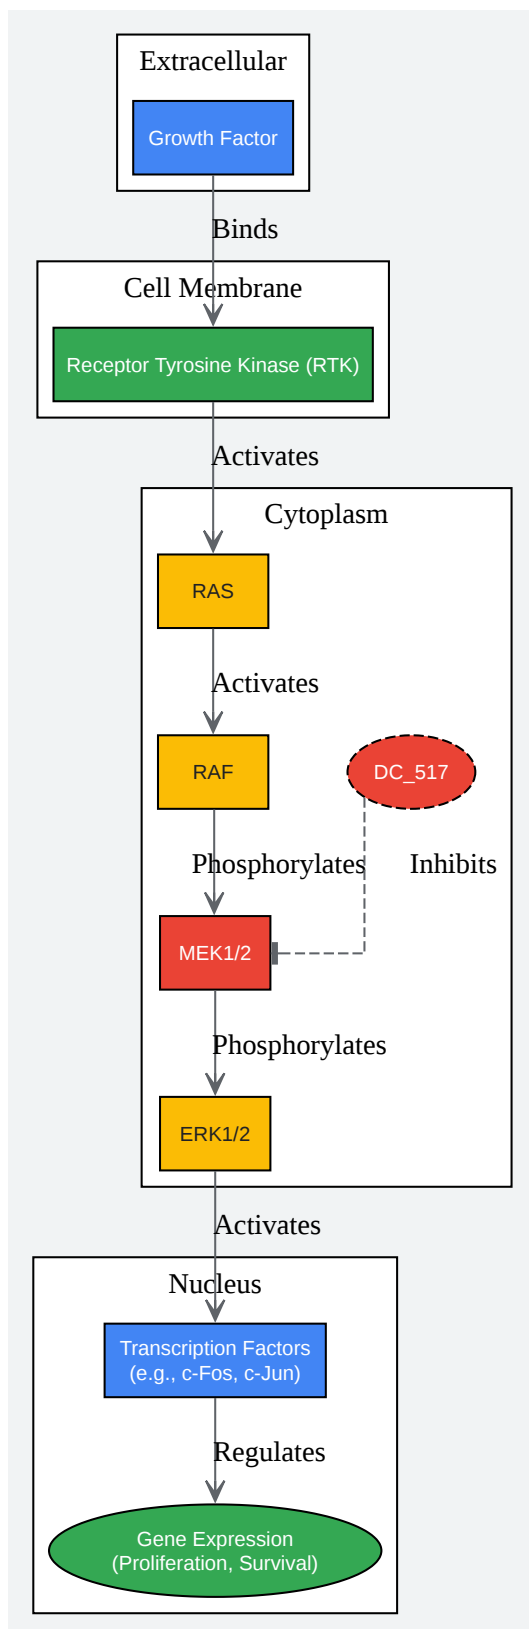 Extracellular
Growth Factor
Binds
Cell Membrane
Receptor Tyrosine Kinase (RTK)
Activates
Cytoplasm
RAS
Activates
RAF
DC_517
Phosphorylates
Inhibits
MEK1/2
Phosphorylates
ERK1/2
Activates
Nucleus
Transcription Factors
(e.g., c-Fos, c-Jun)
Regulates
Gene Expression
(Proliferation, Survival)